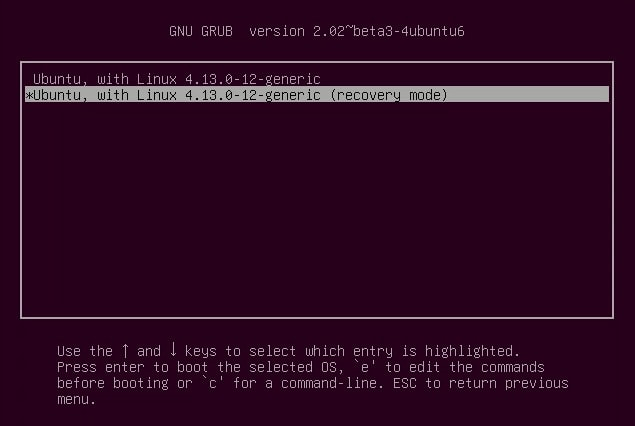 GNU GRUB  version 2.02~beta3-4ubuntu6
Ubuntu, with Linux 4.13.0-12-generic
*Ubuntu, with Linux 4.13.0-12-generic (recovery mode)
Use the ↑ and ↓ keys to select which entry is highlighted.
Press enter to boot the selected OS, `e' to edit the commands
before booting or `c' for a command-line. ESC to return previous
menu.